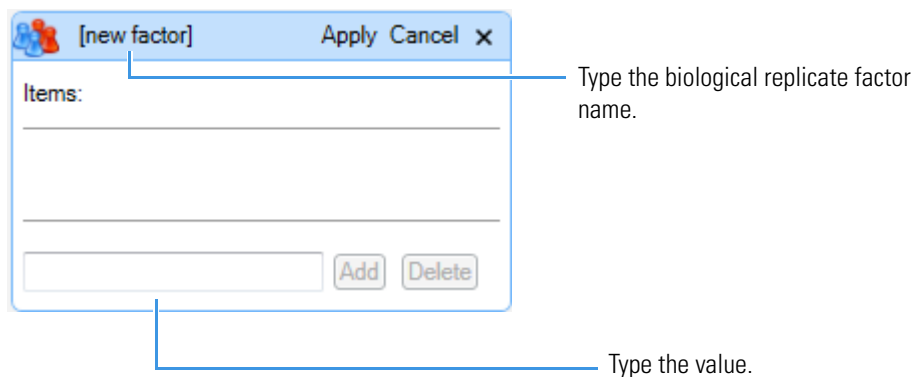 [new factor] Apply Cancel ×
Type the biological replicate factor
name.
Items:
Add Delete
Type the value.